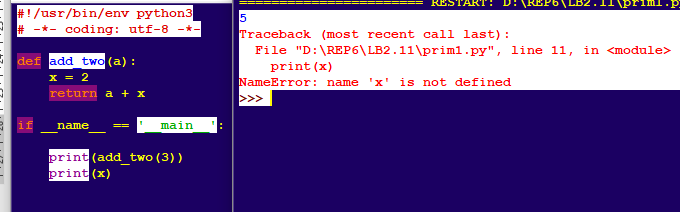 #!/usr/bin/env python3
# -*- coding: utf-8 -*-
def add_two(a):
x = 2
return a + x
if __name__ == '__main__':
print(add_two(3))
print(x)
======================== RESTART: D:\REP6\LB2.11\prim1.py
5
Traceback (most recent call last):
File "D:\REP6\LB2.11\prim1.py", line 11, in <module>
print(x)
NameError: name 'x' is not defined
>>>